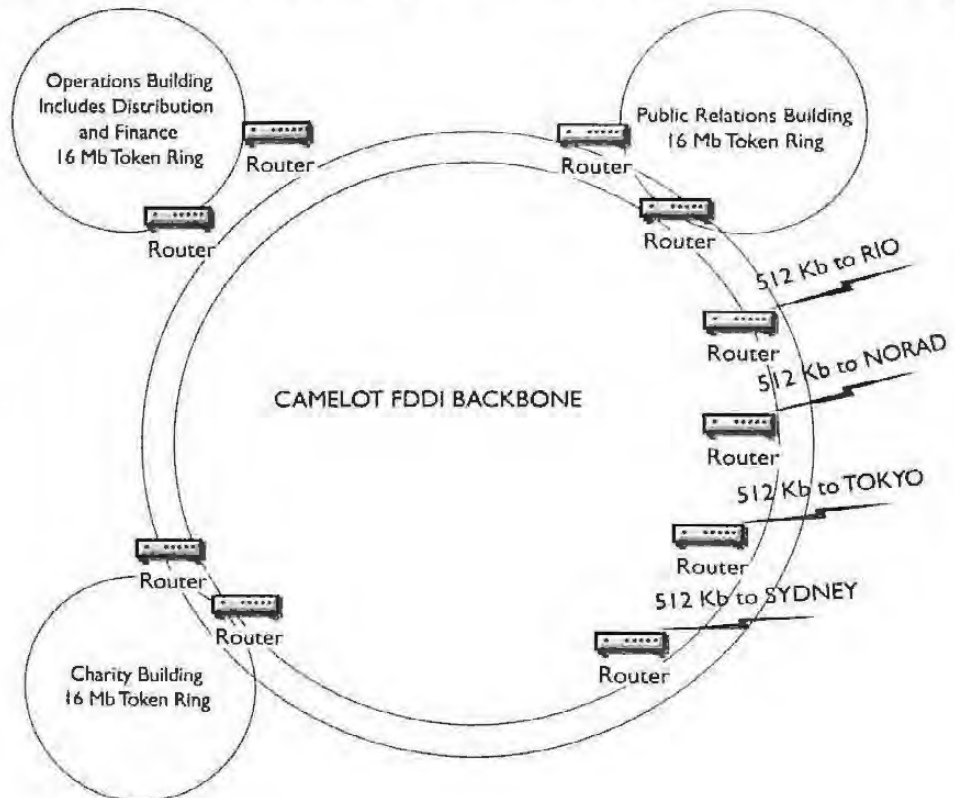 Operations Building
Includes Distribution
and Finance
16 Mb Token Ring
Router
Router
Public Relations Building
16 Mb Token Ring
Router
Router
512 Kb to RIO
Router
512 Kb to NORAD
Router
CAMELOT FDDI BACKBONE
512 Kb to TOKYO
Router
512 Kb to SYDNEY
Router
Router
Router
Charity Building
16 Mb Token Ring